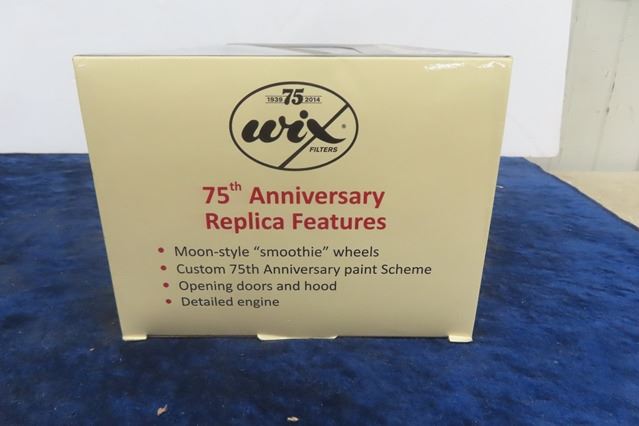 1939 75 2014
wix®
FILTERS
75th Anniversary
Replica Features
• Moon-style “smoothie” wheels
• Custom 75th Anniversary paint Scheme
• Opening doors and hood
• Detailed engine